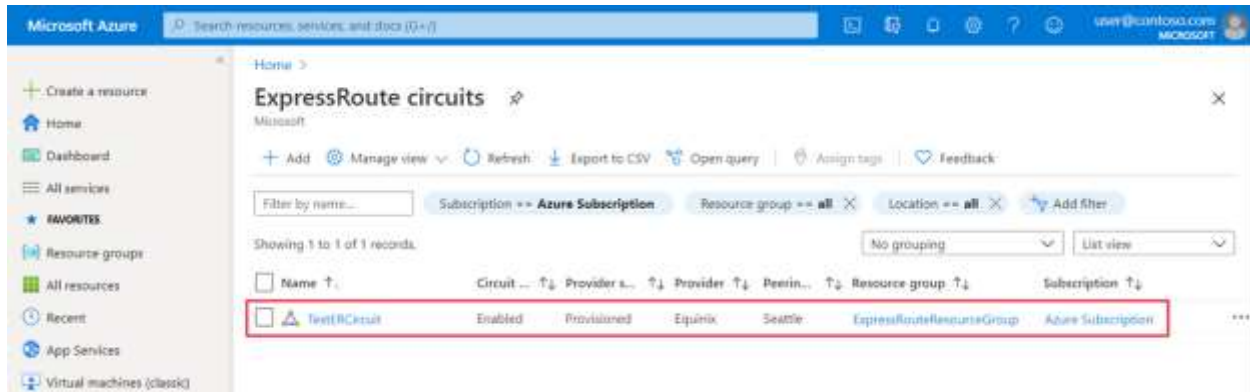 Microsoft Azure
Search resources, services, and docs (G+/)
user@contoso.com
MICROSOFT
Home >
ExpressRoute circuits
Microsoft
Create a resource
Home
Dashboard
All services
FAVORITES
Resource groups
All resources
Recent
App Services
Virtual machines (classic)
+ Add Manage view Refresh Export to CSV Open query Assign tags Feedback
Filter by name... Subscription == Azure Subscription Resource group == all Location == all Add filter
Showing 1 to 1 of 1 records. No grouping List view
Name ↑ Circuit ... ↑↓ Provider s... ↑↓ Provider ↑↓ Peerin... ↑↓ Resource group ↑↓ Subscription ↑↓
TestERCircuit Enabled Provisioned Equinix Seattle ExpressRouteResourceGroup Azure Subscription ...